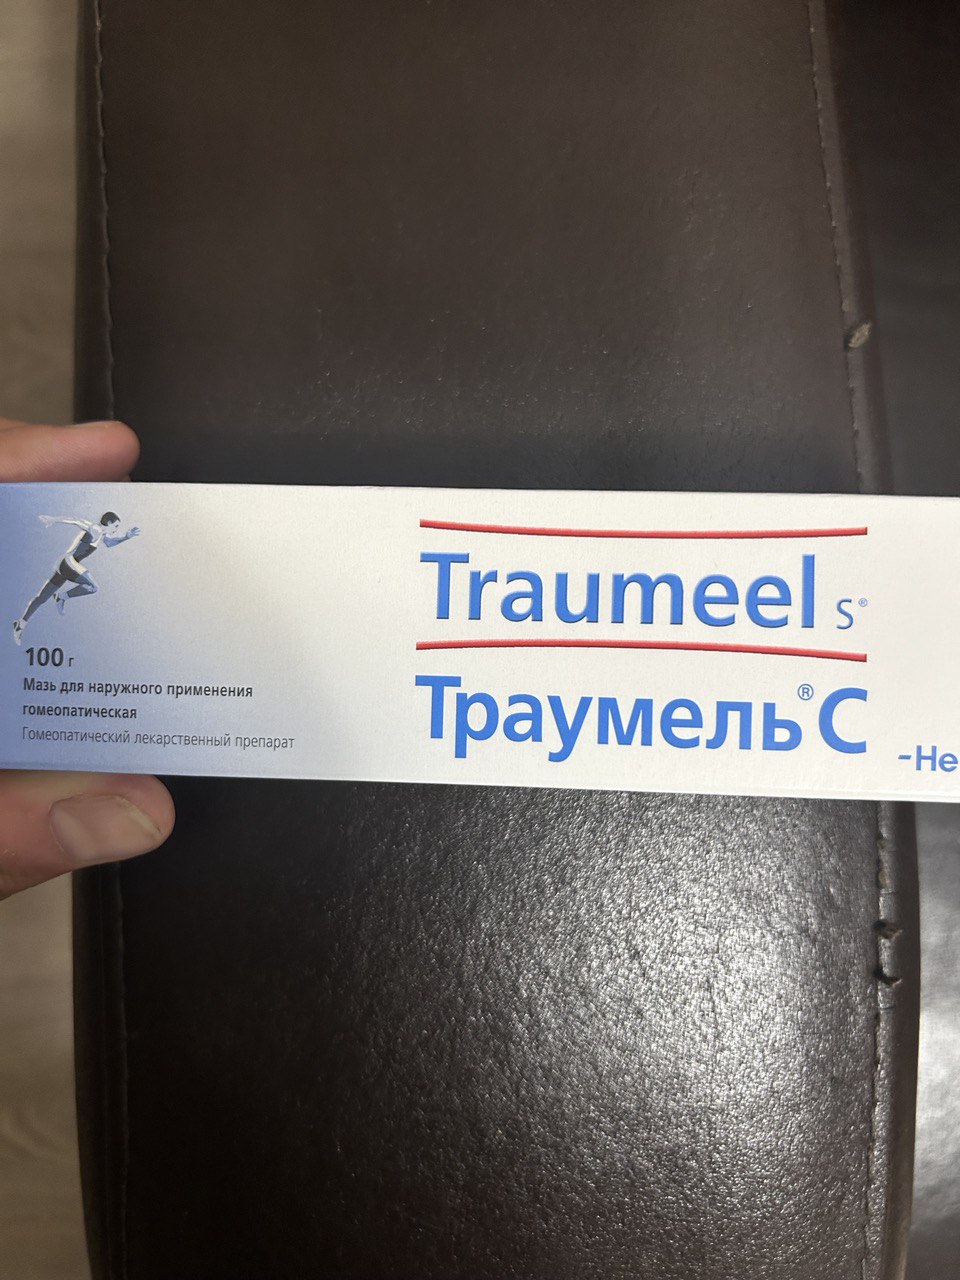 Traumeel S®
Траумель® С
-He
100 г
Мазь для наружного применения
гомеопатическая
Гомеопатический лекарственный препарат